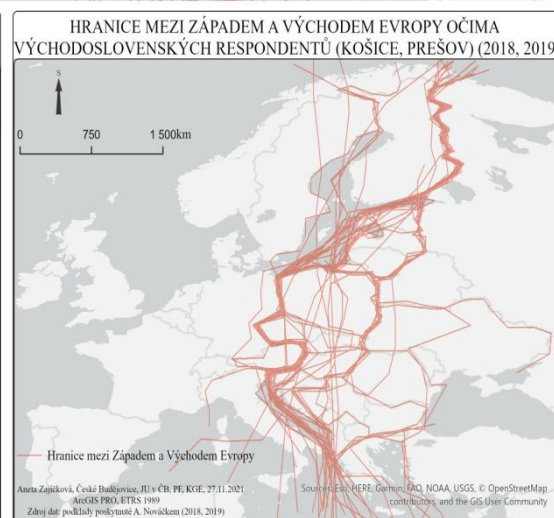 HRANICE MEZI ZÁPADEM A VÝCHODEM EVROPY OČIMA
VÝCHODOSLOVENSKÝCH RESPONDENTŮ (KOŠICE, PREŠOV) (2018, 2019
S
0 750 1 500km
Hranice mezi Západem a Východem Evropy
Aneta Zajíčková, České Budějovice, JU v ČB, PF, KGE, 27.11.2021
ArcGIS PRO, ETRS 1989
Zdroj dat: podklady poskytnuté A. Nováčkem (2018, 2019)
Sources: Esri, HERE, Garmin, FAO, NOAA, USGS, © OpenStreetMap
contributors, and the GIS User Community